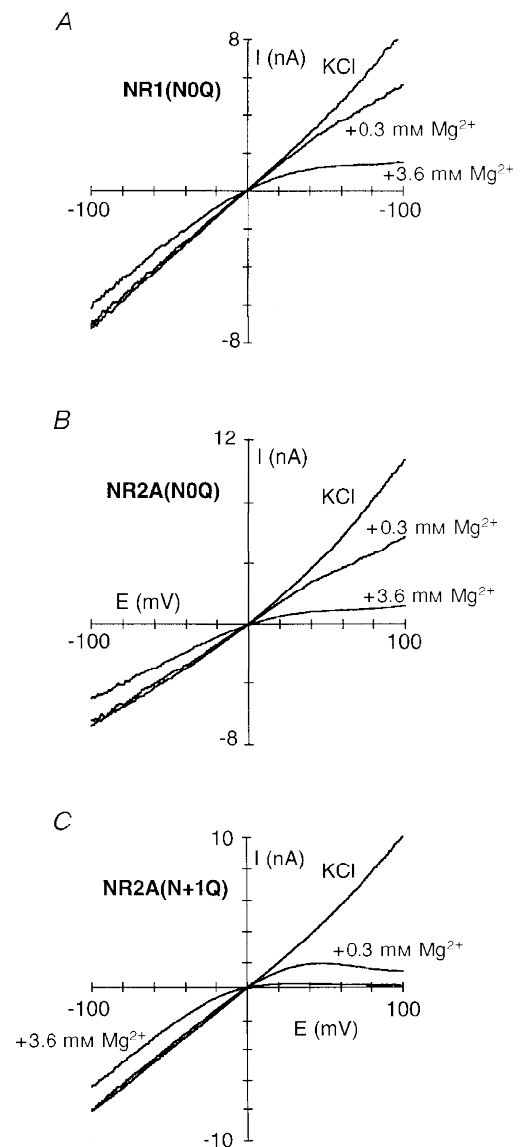 A
8
I (nA)
KCl
NR1(N0Q)
+0.3 mM Mg²⁺
+3.6 mM Mg²⁺
-100
-100
-8
B
12
I (nA)
NR2A(N0Q)
KCl
+0.3 mM Mg²⁺
E (mV)
+3.6 mM Mg²⁺
-100
100
-8
C
10
I (nA)
KCl
NR2A(N+1Q)
+0.3 mM Mg²⁺
-100
100
+3.6 mM Mg²⁺
E (mV)
-10